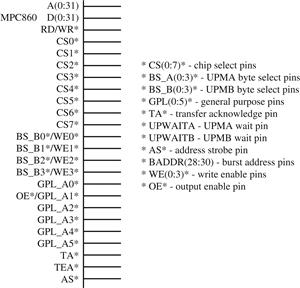 A(0:31)
MPC860 D(0:31)
RD/WR*
CS0*
CS1*
CS2*
CS3*
CS4*
CS5*
CS6*
CS7*
BS_B0*/WE0*
BS_B1*/WE1*
BS_B2*/WE2*
BS_B3*/WE3*
GPL_A0*
OE*/GPL_A1*
GPL_A2*
GPL_A3*
GPL_A4*
GPL_A5*
TA*
TEA*
AS*
* CS(0:7)* - chip select pins
* BS_A(0:3)* - UPMA byte select pins
* BS_B(0:3)* - UPMB byte select pins
* GPL(0:5)* - general purpose pins
* TA* - transfer acknowledge pin
* UPWAITA - UPMA wait pin
* UPWAITB - UPMB wait pin
* AS* - address strobe pin
* BADDR(28:30) - burst address pins
* WE(0:3)* - write enable pins
* OE* - output enable pin